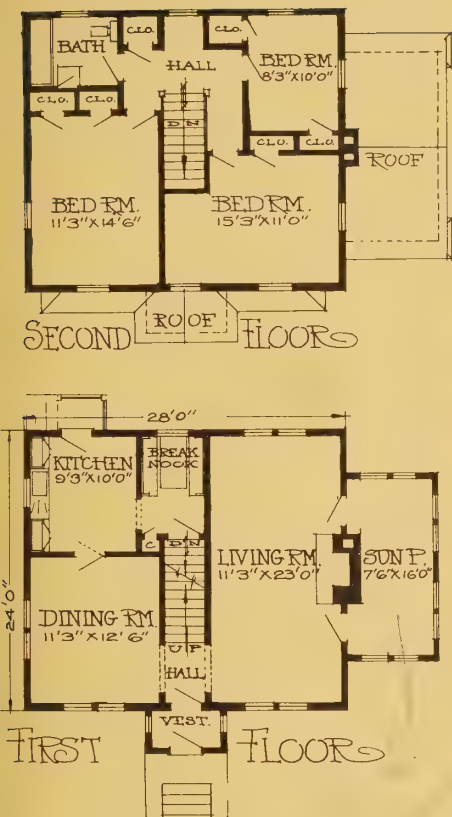 CLO.
CLO.
BATH
HALL
BED RM.
8'3"X10'0"
CLO.
CLO.
DN
CLO.
CLO.
ROOF
BED RM.
11'3"X14'6"
BED RM.
15'3"X11'0"
ROOF
SECOND FLOOR
28'0"
KITCHEN
9'3"X10'0"
BREAK
NOOK
24'0"
C
DN
LIVING RM.
11'3"X23'0"
SUN P.
7'6"X16'0"
DINING RM.
11'3"X12'6"
UP
HALL
VEST.
FIRST FLOOR